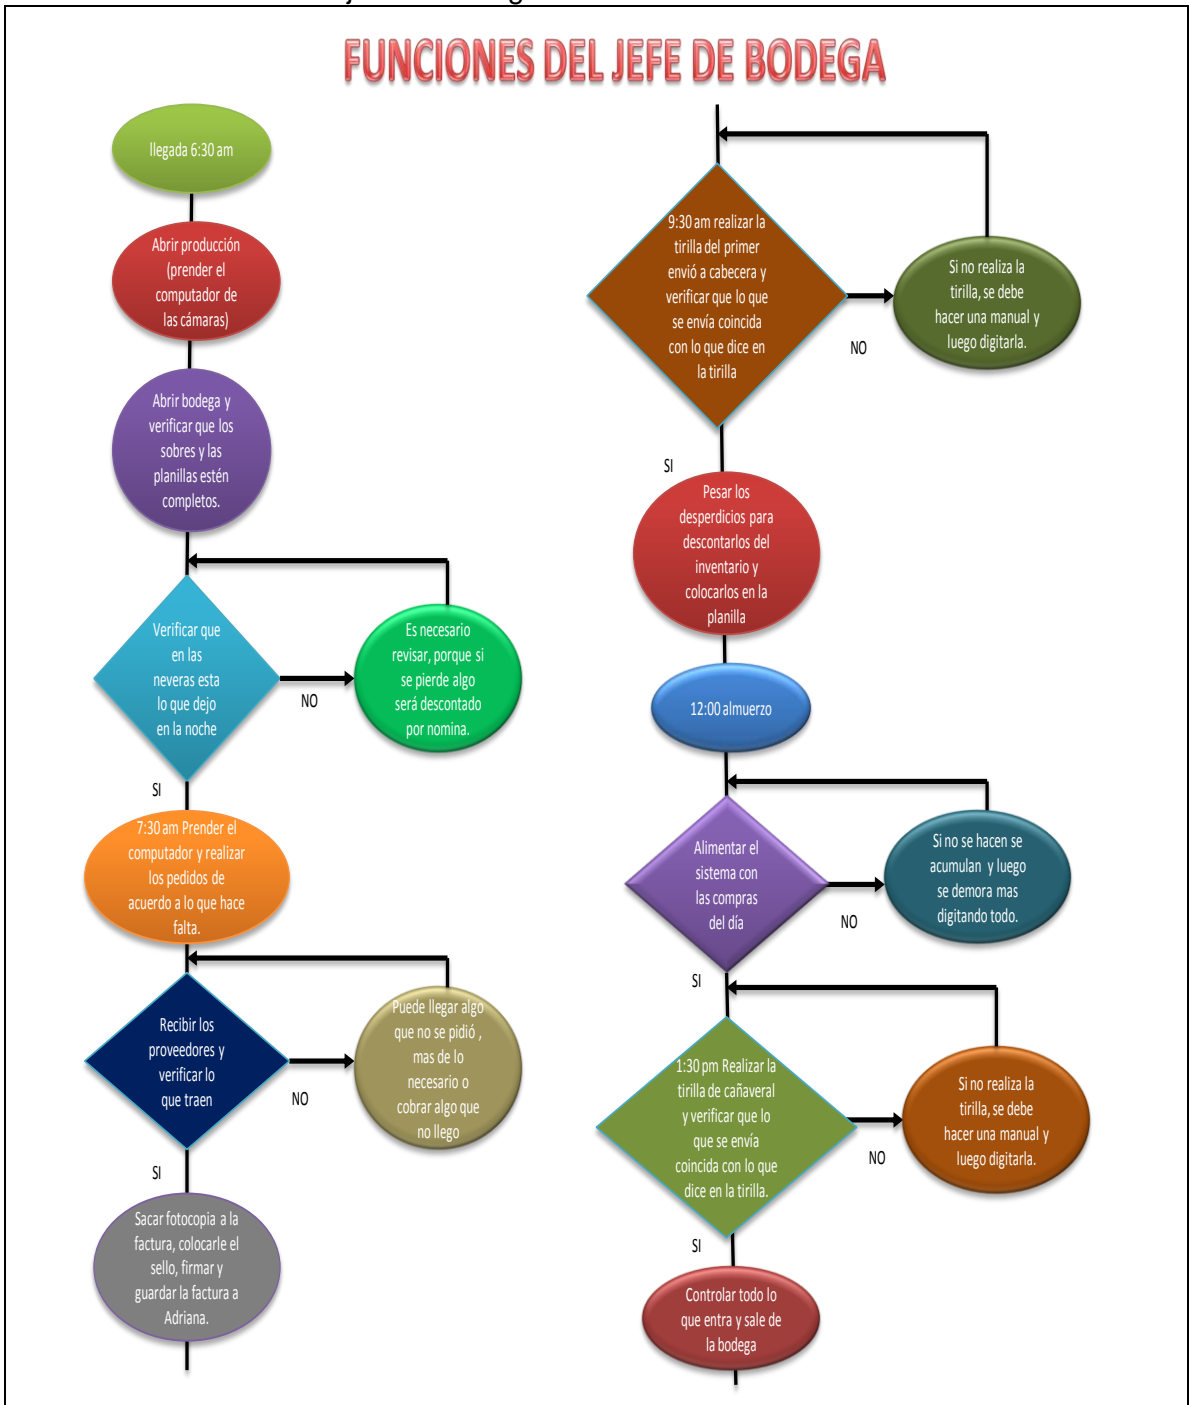 FUNCIONES DEL JEFE DE BODEGA
llegada 6:30 am
Abrir producción
(prender el
computador de
las cámaras)
Abrir bodega y
verificar que los
sobres y las
planillas estén
completos.
Verificar que
en las
neveras esta
lo que dejo
en la noche
NO
Es necesario
revisar, porque si
se pierde algo
será descontado
por nomina.
SI
7:30 am Prender el
computador y realizar
los pedidos de
acuerdo a lo que hace
falta.
Recibir los
proveedores y
verificar lo
que traen
NO
Puede llegar algo
que no se pidió ,
mas de lo
necesario o
cobrar algo que
no llego
SI
Sacar fotocopia a la
factura, colocarle el
sello, firmar y
guardar la factura a
Adriana.
9:30 am realizar la
tirilla del primer
envió a cabecera y
verificar que lo que
se envía coincida
con lo que dice en
la tirilla
NO
Si no realiza la
tirilla, se debe
hacer una manual y
luego digitarla.
SI
Pesar los
desperdicios para
descontarlos del
inventario y
colocarlos en la
planilla
12:00 almuerzo
Alimentar el
sistema con
las compras
del día
NO
Si no se hacen se
acumulan y luego
se demora mas
digitando todo.
SI
1:30 pm Realizar la
tirilla de cañaveral
y verificar que lo
que se envía
coincida con lo que
dice en la tirilla.
NO
Si no realiza la
tirilla, se debe
hacer una manual y
luego digitarla.
SI
Controlar todo lo
que entra y sale de
la bodega